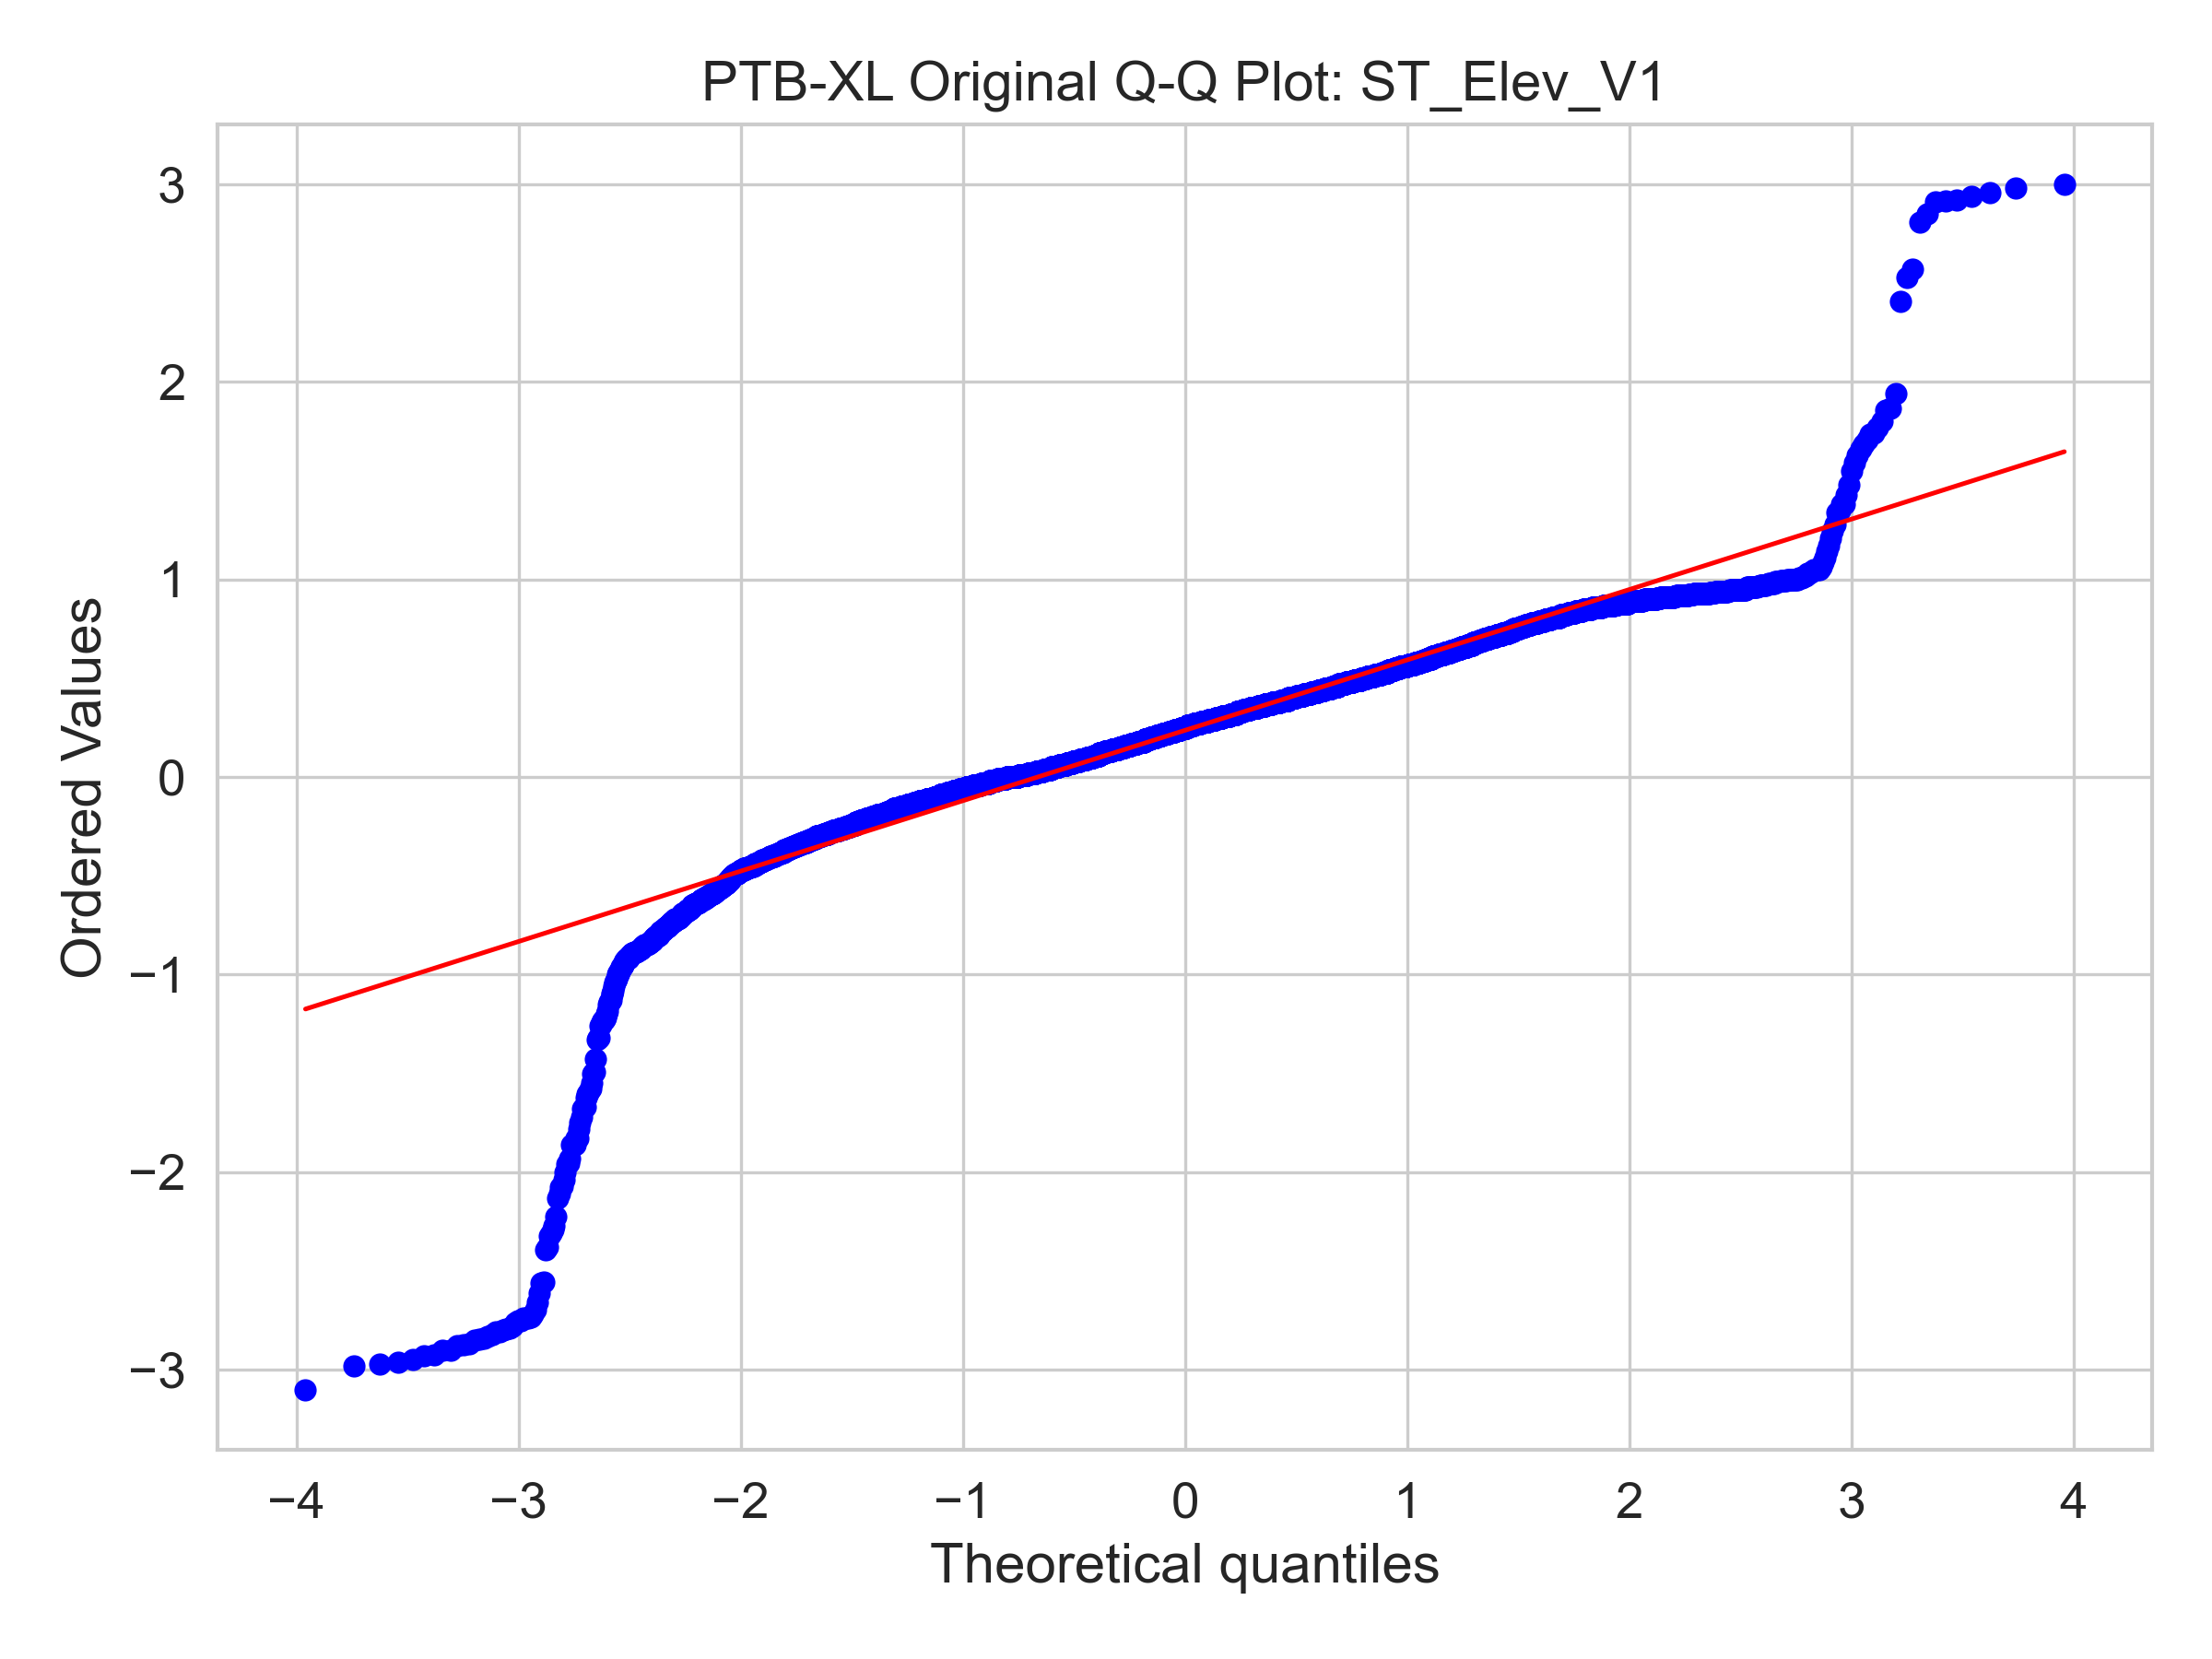 PTB-XL Original Q-Q Plot: ST_Elev_V1
3
2
1
0
−1
−2
−3
Ordered Values
−4 −3 −2 −1 0 1 2 3 4
Theoretical quantiles